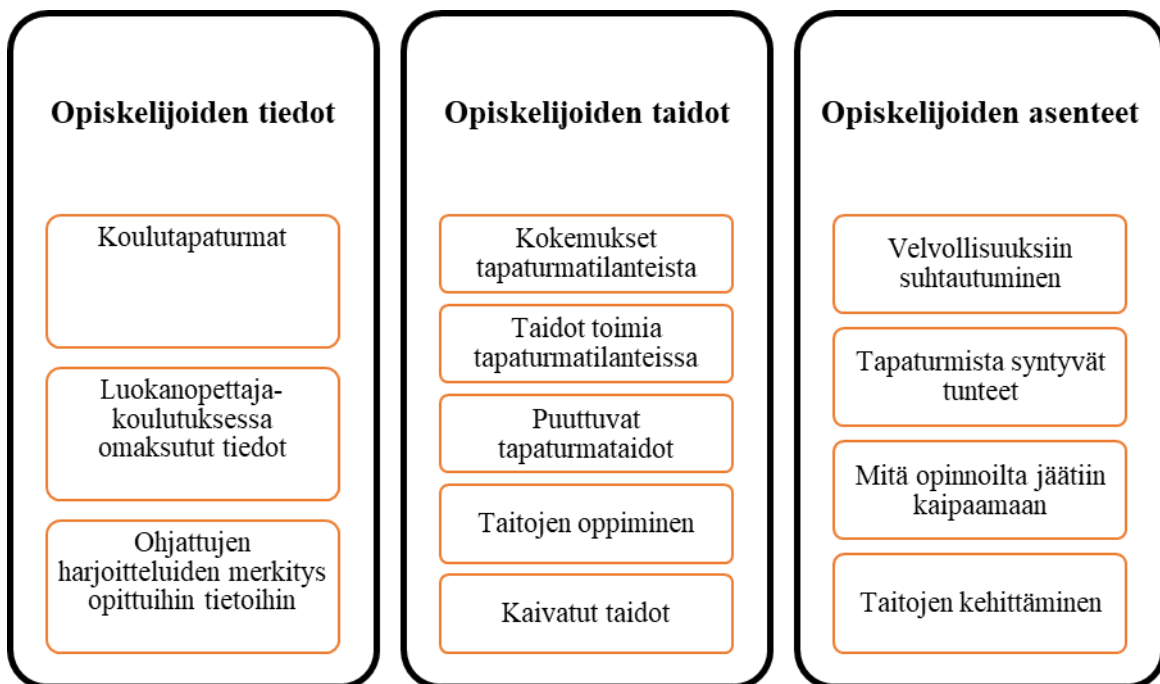 Opiskelijoiden tiedot
Koulutapaturmat
Luokanopettaja-
koulutuksessa
omaksutut tiedot
Ohjattujen
harjoitteluiden merkitys
opittuihin tietoihin
Opiskelijoiden taidot
Kokemukset
tapaturmatilanteista
Taidot toimia
tapaturmatilanteissa
Puuttuvat
tapaturmataidot
Taitojen oppiminen
Kaivatut taidot
Opiskelijoiden asenteet
Velvollisuuksiin
suhtautuminen
Tapaturmista syntyvät
tunteet
Mitä opinnoilta jäätiin
kaipaamaan
Taitojen kehittäminen